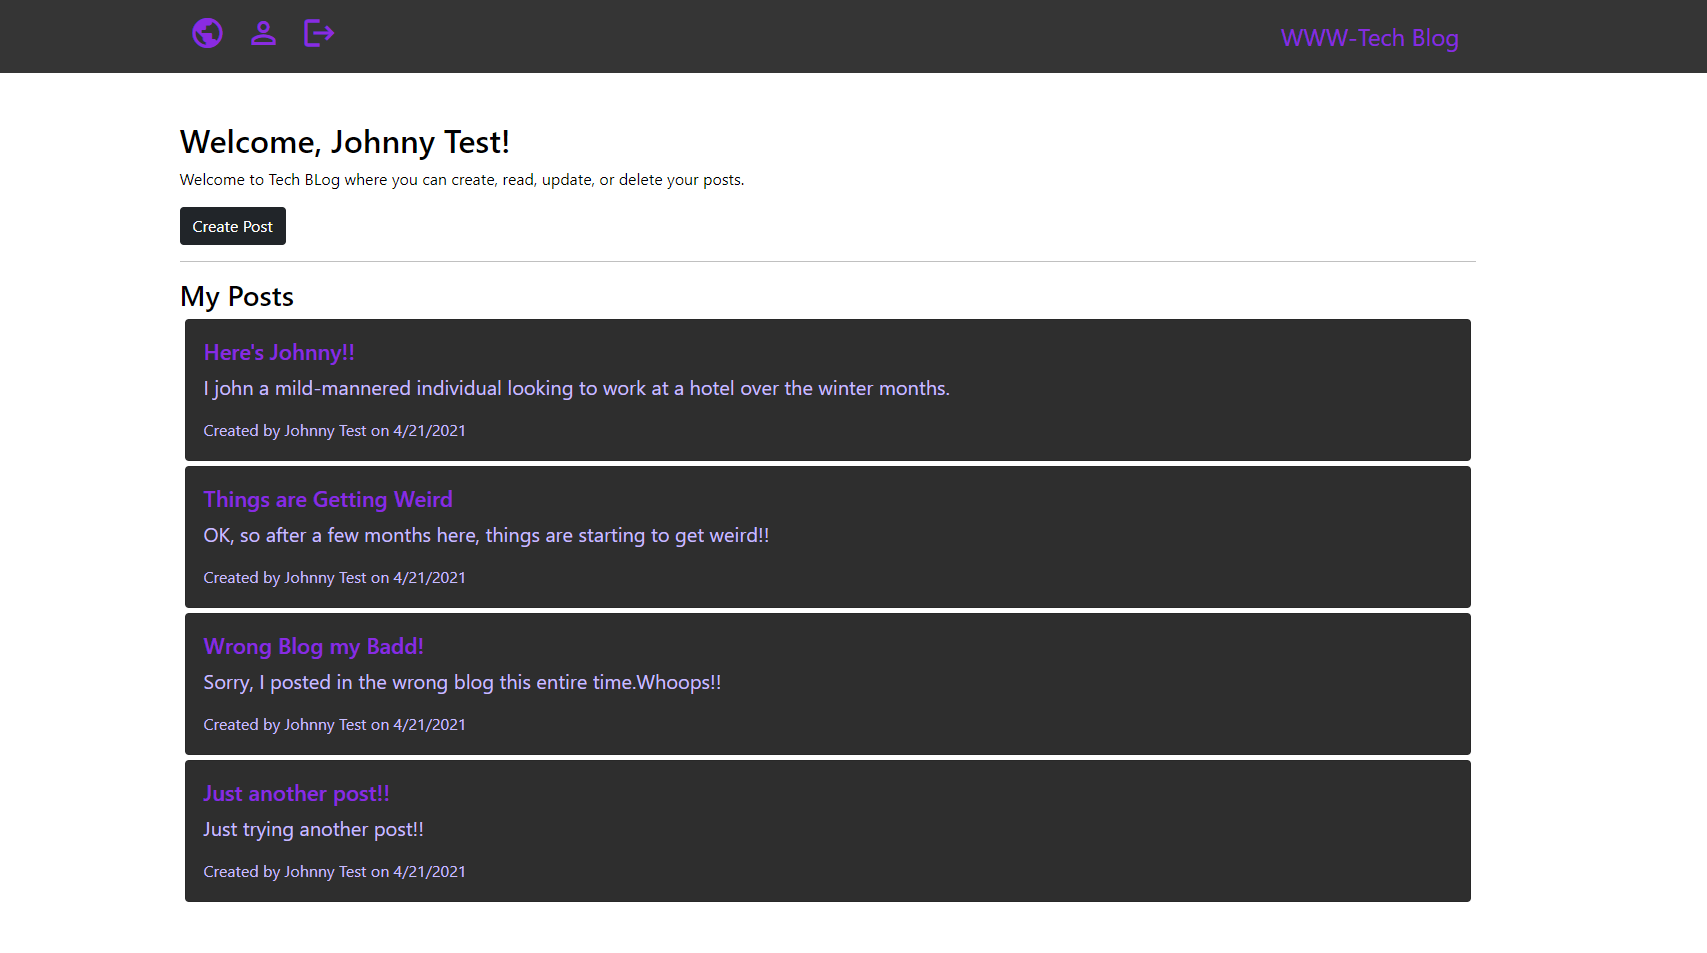 WWW-Tech Blog
Welcome, Johnny Test!
Welcome to Tech BLog where you can create, read, update, or delete your posts.
Create Post
My Posts
Here's Johnny!!
I john a mild-mannered individual looking to work at a hotel over the winter months.
Created by Johnny Test on 4/21/2021
Things are Getting Weird
OK, so after a few months here, things are starting to get weird!!
Created by Johnny Test on 4/21/2021
Wrong Blog my Badd!
Sorry, I posted in the wrong blog this entire time.Whoops!!
Created by Johnny Test on 4/21/2021
Just another post!!
Just trying another post!!
Created by Johnny Test on 4/21/2021